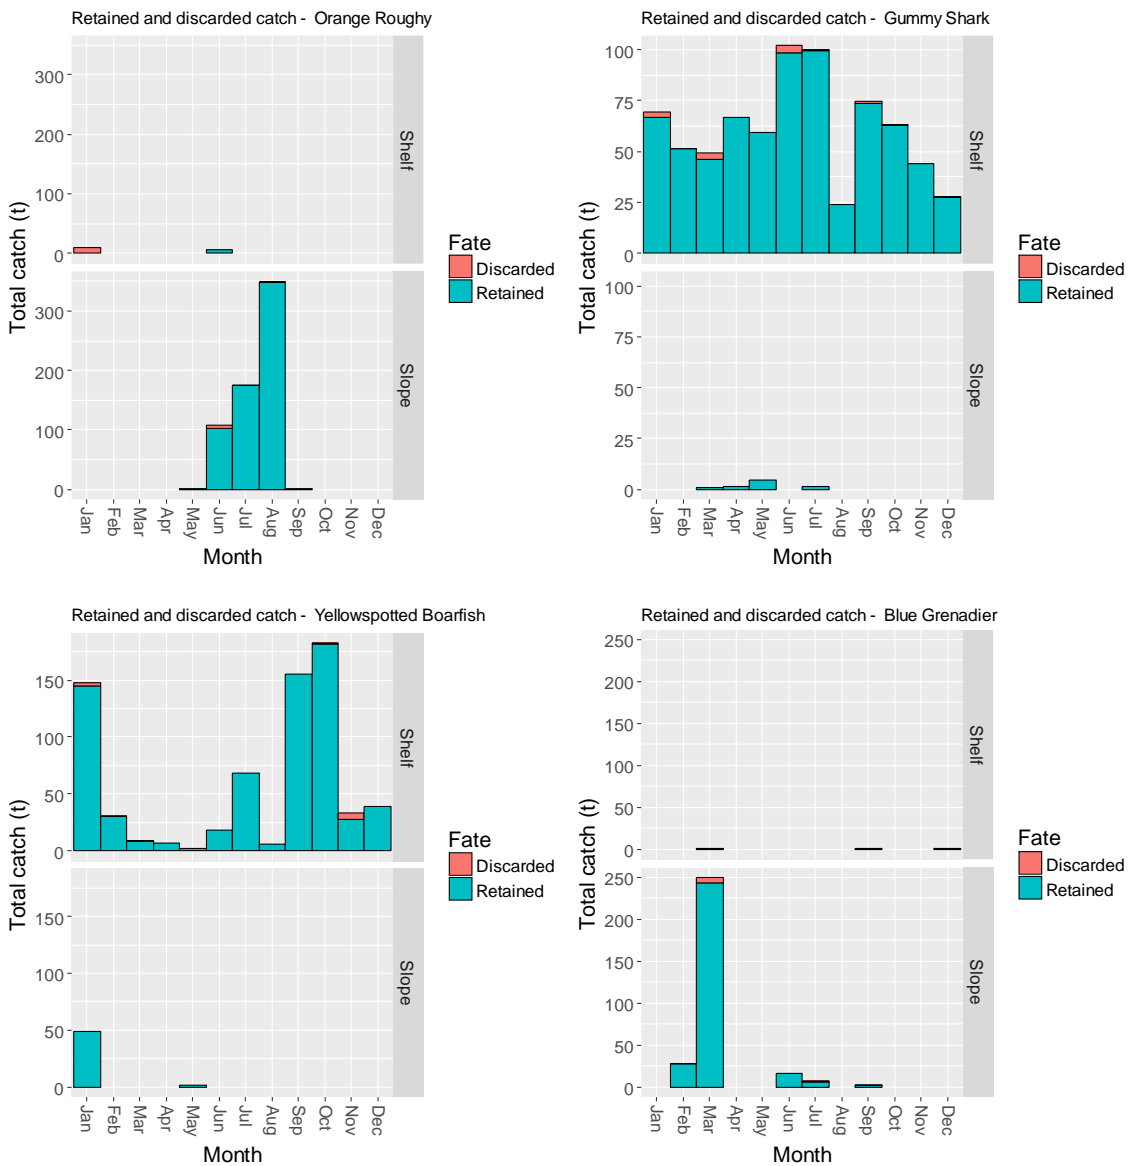 Retained and discarded catch - Orange Roughy
Total catch (t)
300
200
100
0
Shelf
300
200
100
0
Slope
Jan
Feb
Mar
Apr
May
Jun
Jul
Aug
Sep
Oct
Nov
Dec
Month
Fate
Discarded
Retained
Retained and discarded catch - Gummy Shark
Total catch (t)
100
75
50
25
0
Shelf
100
75
50
25
0
Slope
Jan
Feb
Mar
Apr
May
Jun
Jul
Aug
Sep
Oct
Nov
Dec
Month
Fate
Discarded
Retained
Retained and discarded catch - Yellowspotted Boarfish
Total catch (t)
150
100
50
0
Shelf
150
100
50
0
Slope
Jan
Feb
Mar
Apr
May
Jun
Jul
Aug
Sep
Oct
Nov
Dec
Month
Fate
Discarded
Retained
Retained and discarded catch - Blue Grenadier
Total catch (t)
250
200
150
100
50
0
Shelf
250
200
150
100
50
0
Slope
Jan
Feb
Mar
Apr
May
Jun
Jul
Aug
Sep
Oct
Nov
Dec
Month
Fate
Discarded
Retained